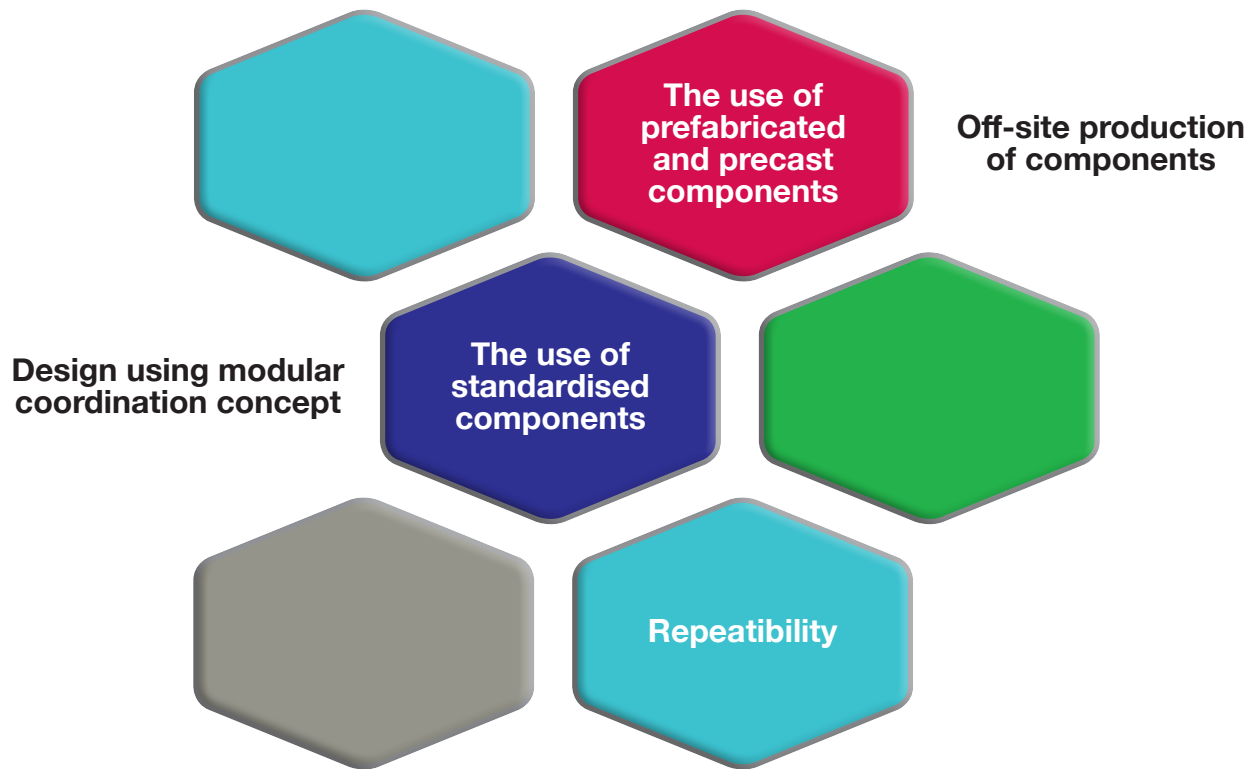 The use of
prefabricated
and precast
components
Off-site production
of components
Design using modular
coordination concept
The use of
standardised
components
Repeatibility